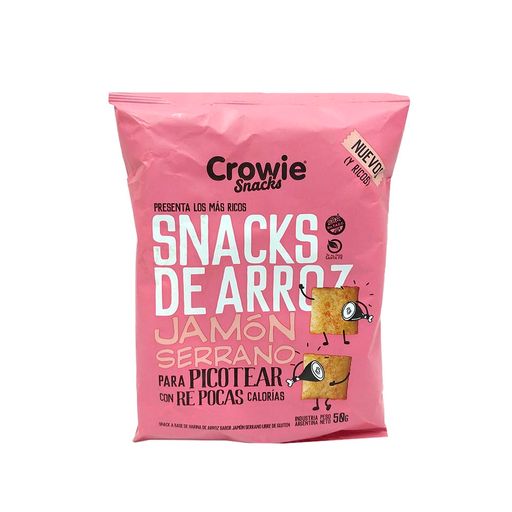 Crowie
Snacks
NUEVO!
(Y RICOS)
PRESENTA LOS MÁS RICOS
SNACKS
DE ARROZ
JAMÓN
SERRANO
PARA PICOTEAR
CON RE POCAS CALORÍAS
INDUSTRIA
ARGENTINA
PESO
NETO
50G
SNACK A BASE DE HARINA DE ARROZ SABOR JAMÓN SERRANO LIBRE DE GLUTEN